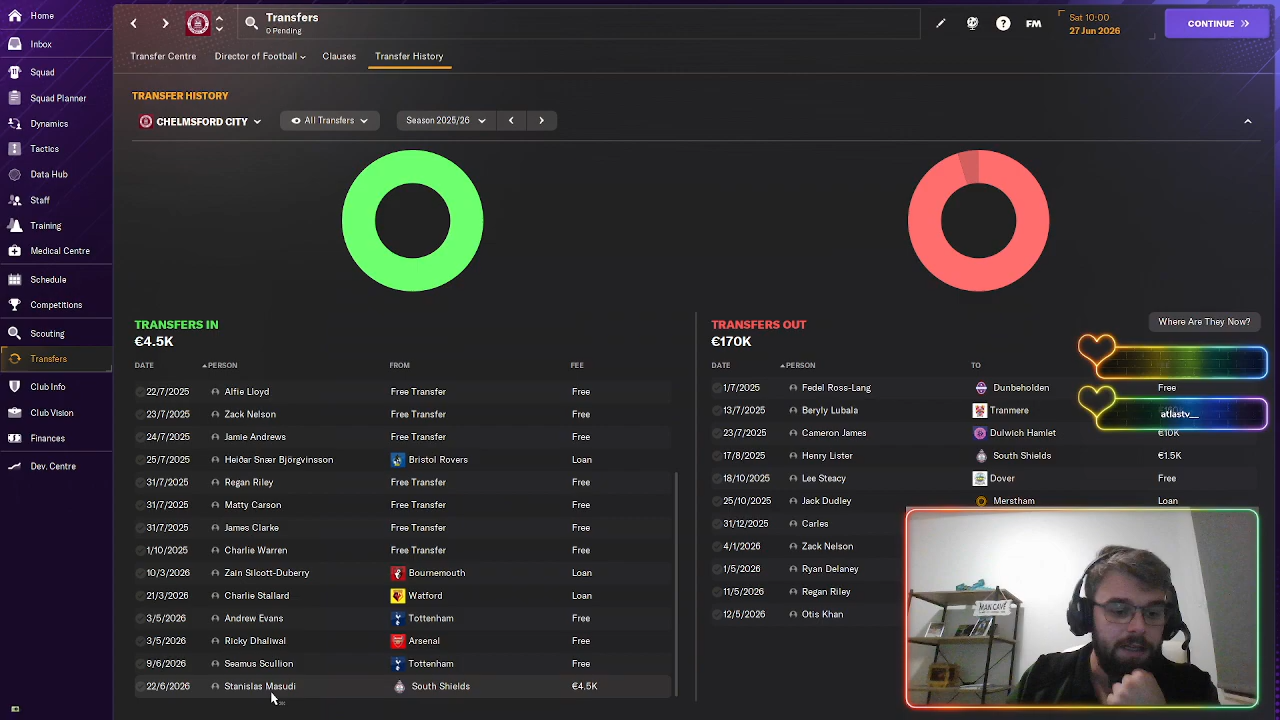 Home
Transfers
0 Pending
FM
Sat 10:00
27 Jun 2026
CONTINUE
Inbox
Squad
Squad Planner
Dynamics
Tactics
Data Hub
Staff
Training
Medical Centre
Schedule
Competitions
Scouting
Transfers
Club Info
Club Vision
Finances
Dev. Centre
Transfer Centre Director of Football Clauses Transfer History
TRANSFER HISTORY
CHELMSFORD CITY All Transfers Season 2025/26
TRANSFERS IN
€4.5K
DATE PERSON FROM FEE
22/7/2025 Alfie Lloyd Free Transfer Free
23/7/2025 Zack Nelson Free Transfer Free
24/7/2025 Jamie Andrews Free Transfer Free
25/7/2025 Heiðar Snær Björgvinsson Bristol Rovers Loan
31/7/2025 Regan Riley Free Transfer Free
31/7/2025 Matty Carson Free Transfer Free
31/7/2025 James Clarke Free Transfer Free
1/10/2025 Charlie Warren Free Transfer Free
10/3/2026 Zain Silcott-Duberry Bournemouth Loan
21/3/2026 Charlie Stallard Watford Loan
3/5/2026 Andrew Evans Tottenham Free
3/5/2026 Ricky Dhaliwal Arsenal Free
9/6/2026 Seamus Scullion Tottenham Free
22/6/2026 Stanislas Masudi South Shields €4.5K
TRANSFERS OUT
€170K
Where Are They Now?
DATE PERSON TO
1/7/2025 Fedel Ross-Lang Dunbeholden Free
13/7/2025 Beryly Lubala Tranmere
atlastv__
23/7/2025 Cameron James Dulwich Hamlet €10K
17/8/2025 Henry Lister South Shields €1.5K
18/10/2025 Lee Steacy Dover Free
25/10/2025 Jack Dudley Merstham Loan
31/12/2025 Carles
4/1/2026 Zack Nelson
1/5/2026 Ryan Delaney
11/5/2026 Regan Riley
12/5/2026 Otis Khan
MAN CAVE